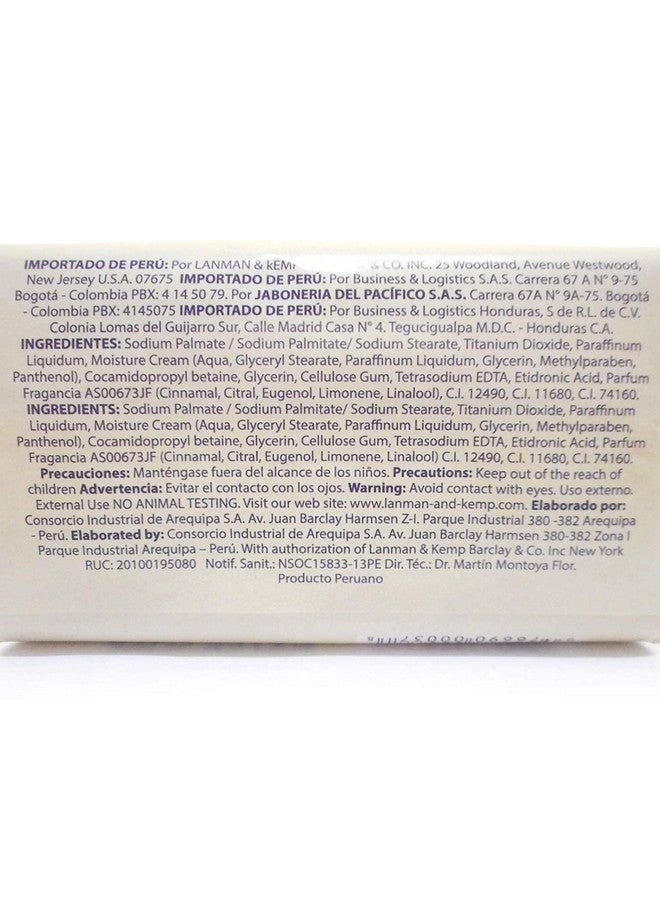 IMPORTADO DE PERÚ: Por LANMAN & KEMP & CO. INC. 25 Woodland, Avenue Westwood,
New Jersey U.S.A. 07675 IMPORTADO DE PERÚ: Por Business & Logistics S.A.S. Carrera 67 A N° 9-75
Bogotá - Colombia PBX: 4 14 50 79. Por JABONERIA DEL PACÍFICO S.A.S. Carrera 67A N° 9A-75. Bogotá
- Colombia PBX: 4145075 IMPORTADO DE PERÚ: Por Business & Logistics Honduras, S de R.L. de C.V.
Colonia Lomas del Guijarro Sur, Calle Madrid Casa N° 4. Tegucigualpa M.D.C. - Honduras C.A.
INGREDIENTES: Sodium Palmate / Sodium Palmitate/ Sodium Stearate, Titanium Dioxide, Paraffinum
Liquidum, Moisture Cream (Aqua, Glyceryl Stearate, Paraffinum Liquidum, Glycerin, Methylparaben,
Panthenol), Cocamidopropyl betaine, Glycerin, Cellulose Gum, Tetrasodium EDTA, Etidronic Acid, Parfum
Fragancia AS00673JF (Cinnamal, Citral, Eugenol, Limonene, Linalool), C.I. 12490, C.I. 11680, C.I. 74160.
INGREDIENTS: Sodium Palmate / Sodium Palmitate/ Sodium Stearate, Titanium Dioxide, Paraffinum
Liquidum, Moisture Cream (Aqua, Glyceryl Stearate, Paraffinum Liquidum, Glycerin, Methylparaben,
Panthenol), Cocamidopropyl betaine, Glycerin, Cellulose Gum, Tetrasodium EDTA, Etidronic Acid, Parfum
Fragancia AS00673JF (Cinnamal, Citral, Eugenol, Limonene, Linalool) C.I. 12490, C.I. 11680, C.I. 74160.
Precauciones: Manténgase fuera del alcance de los niños. Precautions: Keep out of the reach of
children Advertencia: Evitar el contacto con los ojos. Warning: Avoid contact with eyes. Uso externo.
External Use NO ANIMAL TESTING. Visit our web site: www.lanman-and-kemp.com. Elaborado por:
Consorcio Industrial de Arequipa S.A. Av. Juan Barclay Harmsen Z-I. Parque Industrial 380 -382 Arequipa
- Perú. Elaborated by: Consorcio Industrial de Arequipa S.A. Av. Juan Barclay Harmsen 380-382 Zona I
Parque Industrial Arequipa – Perú. With authorization of Lanman & Kemp Barclay & Co. Inc New York
RUC: 20100195080 Notif. Sanit.: NSOC15833-13PE Dir. Téc.: Dr. Martín Montoya Flor.
Producto Peruano